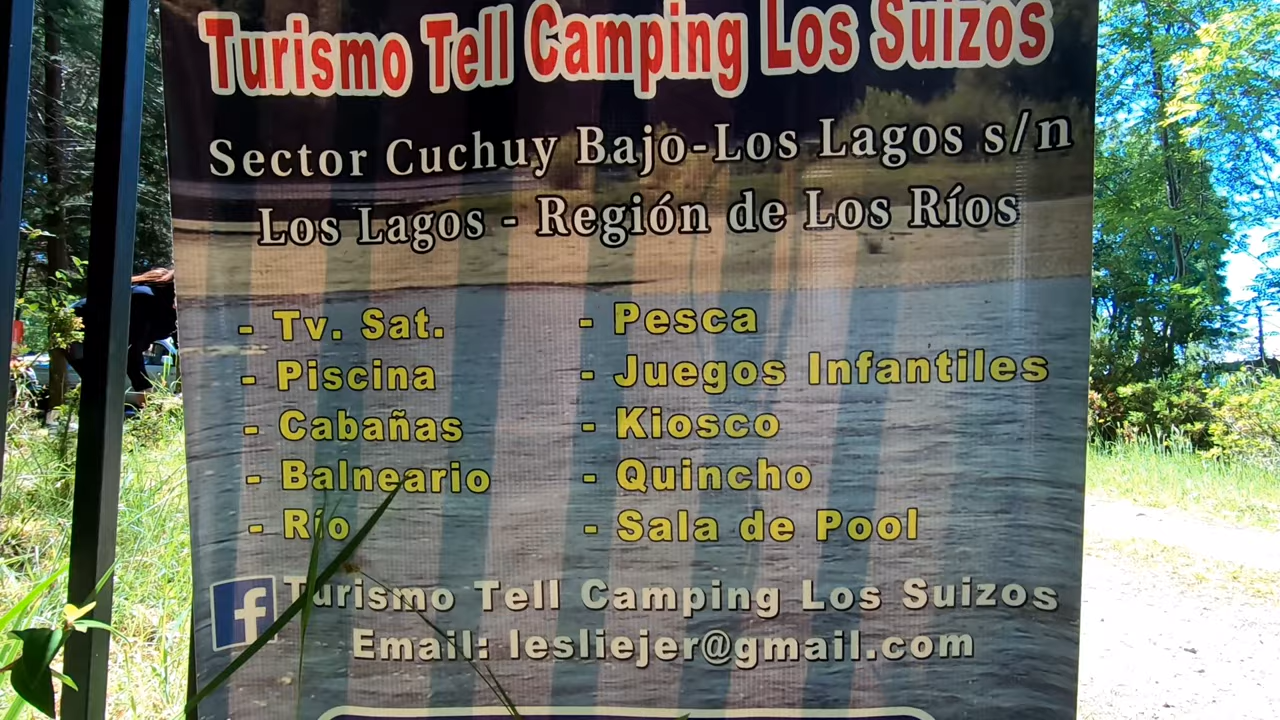 Turismo Tell Camping Los Suizos
Sector Cuchuy Bajo-Los Lagos s/n
Los Lagos - Región de Los Ríos
- Tv. Sat.
- Piscina
- Cabañas
- Balneario
- Río
- Pesca
- Juegos Infantiles
- Kiosco
- Quincho
- Sala de Pool
f Turismo Tell Camping Los Suizos
Email: lesliejer@gmail.com